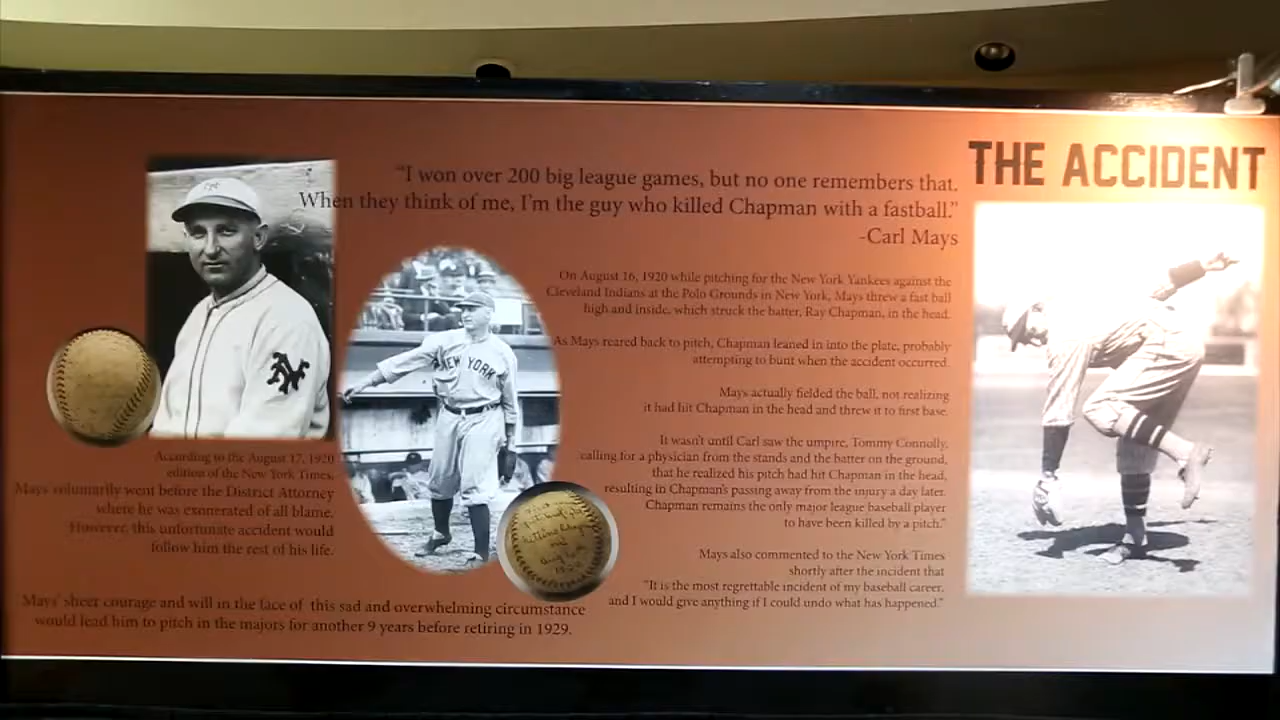 THE ACCIDENT
"I won over 200 big league games, but no one remembers that.
When they think of me, I'm the guy who killed Chapman with a fastball."
-Carl Mays
On August 16, 1920 while pitching for the New York Yankees against the
Cleveland Indians at the Polo Grounds in New York, Mays threw a fast ball
high and inside, which struck the batter, Ray Chapman, in the head.
As Mays reared back to pitch, Chapman leaned in into the plate, probably
attempting to bunt when the accident occurred.
Mays actually fielded the ball, not realizing
it had hit Chapman in the head and threw it to first base.
It wasn't until Carl saw the umpire, Tommy Connolly,
calling for a physician from the stands and the batter on the ground,
that he realized his pitch had hit Chapman in the head,
resulting in Chapman's passing away from the injury a day later.
Chapman remains the only major league baseball player
to have been killed by a pitch."
Mays also commented to the New York Times
shortly after the incident that
"It is the most regrettable incident of my baseball career,
and I would give anything if I could undo what has happened."
According to the August 17, 1920
edition of the New York Times,
Mays voluntarily went before the District Attorney
where he was exonerated of all blame.
However, this unfortunate accident would
follow him the rest of his life.
Mays' sheer courage and will in the face of this sad and overwhelming circumstance
would lead him to pitch in the majors for another 9 years before retiring in 1929.
NY
NEW YORK